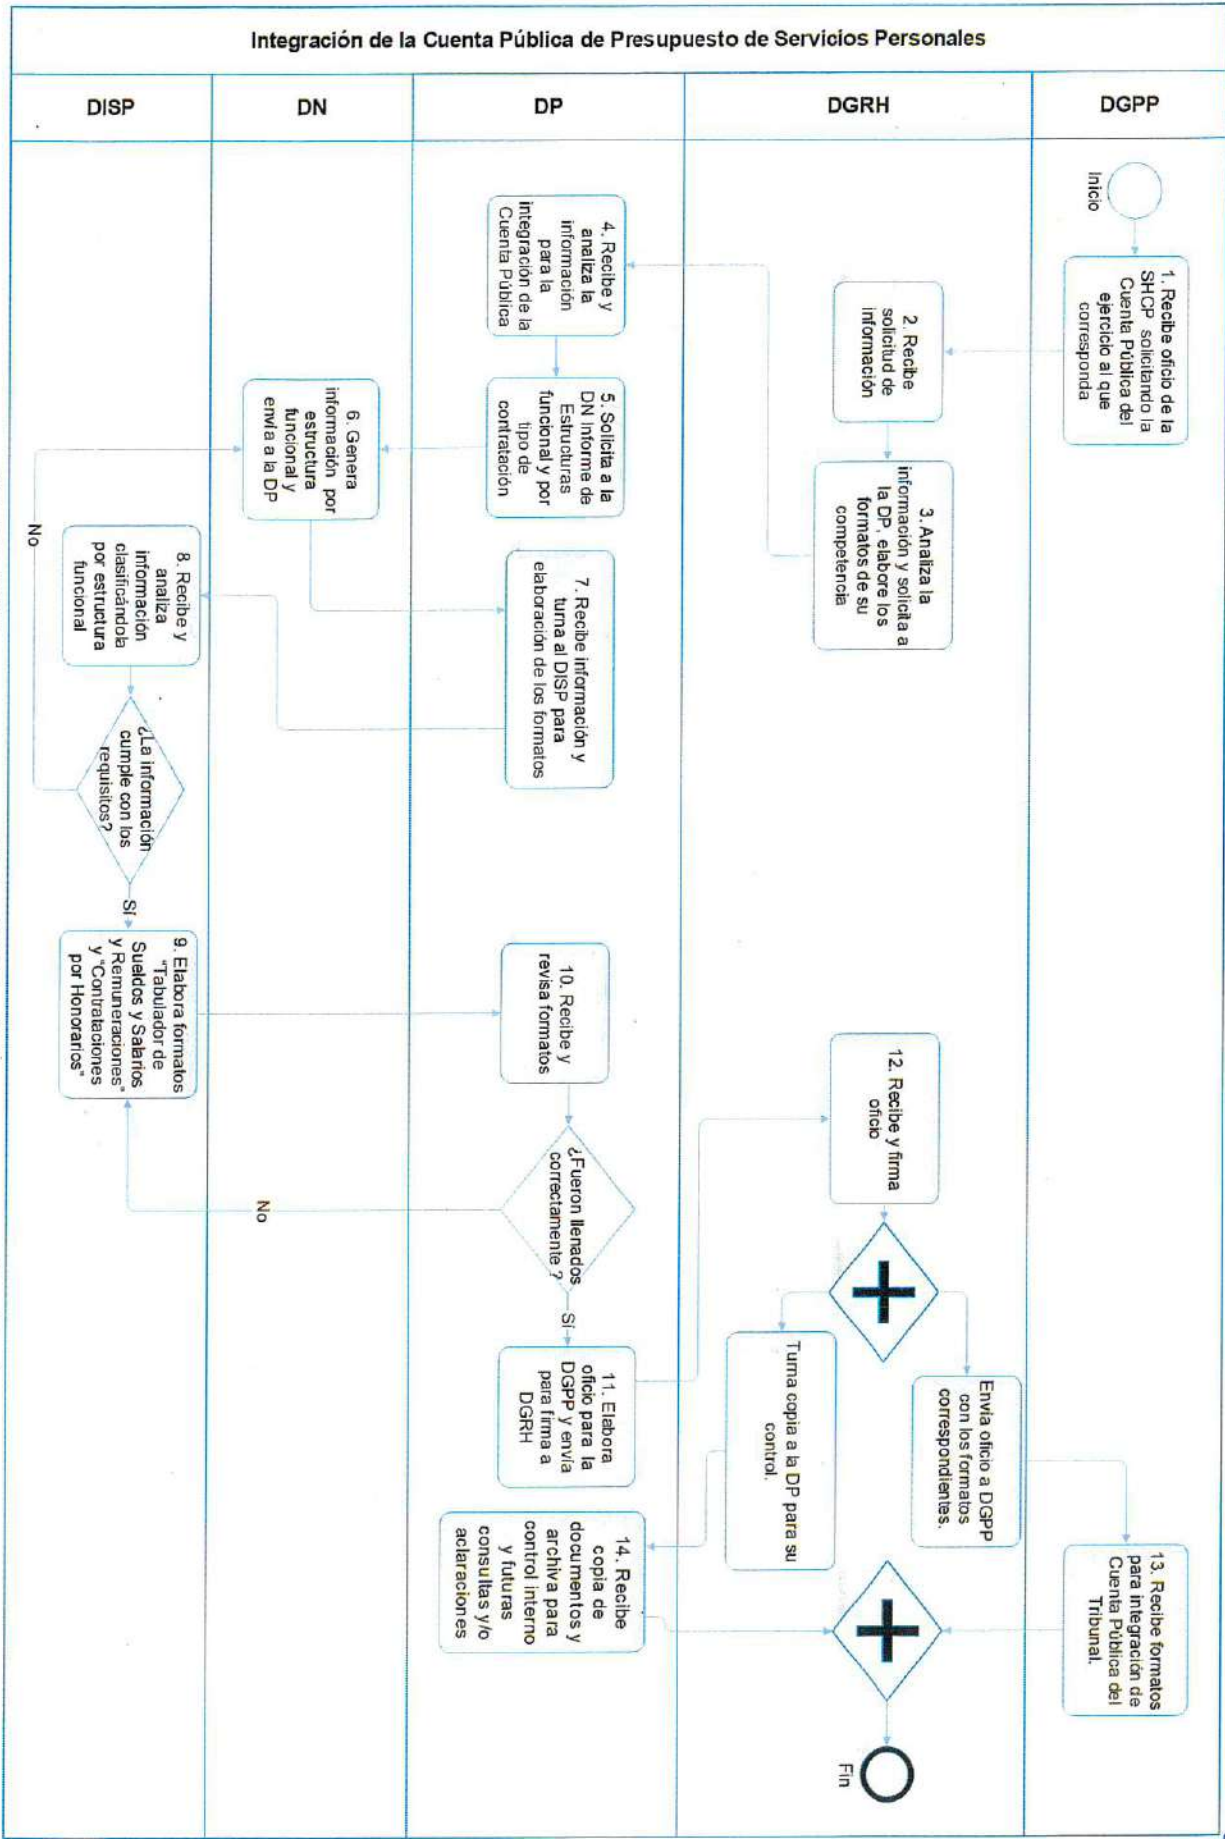 Integración de la Cuenta Pública de Presupuesto de Servicios Personales
DGPP
DGRH
DP
DN
DISP
Inicio
1. Recibe oficio de la
SHCP solicitando la
Cuenta Pública del
ejercicio al que
corresponda
2. Recibe
solicitud de
información
3. Analiza la
información y solicita a
la DP, elabore los
formatos de su
competencia
4. Recibe y
analiza la
información
para la
integración de la
Cuenta Pública
5. Solicita a la
DN Informe de
Estructuras
funcional y por
tipo de
contratación
6. Genera
información por
estructura
funcional y
envía a la DP
7. Recibe información y
turna al DISP para
elaboración de los formatos
8. Recibe y
analiza
información
clasificándola
por estructura
funcional
¿La información
cumple con los
requisitos?
No
Sí
9. Elabora formatos
"Tabulador de
Sueldos y Salarios
y Remuneraciones"
y "Contrataciones
por Honorarios"
10. Recibe y
revisa formatos
¿Fueron llenados
correctamente ?
No
Sí
11. Elabora
oficio para la
DGPP y envía
para firma a
DGRH
12. Recibe y firma
oficio
Envía oficio a DGPP
con los formatos
correspondientes.
Turna copia a la DP para su
control.
13. Recibe formatos
para integración de
Cuenta Pública del
Tribunal.
14. Recibe
copia de
documentos y
archiva para
control interno
y futuras
consultas y/o
aclaraciones
Fin